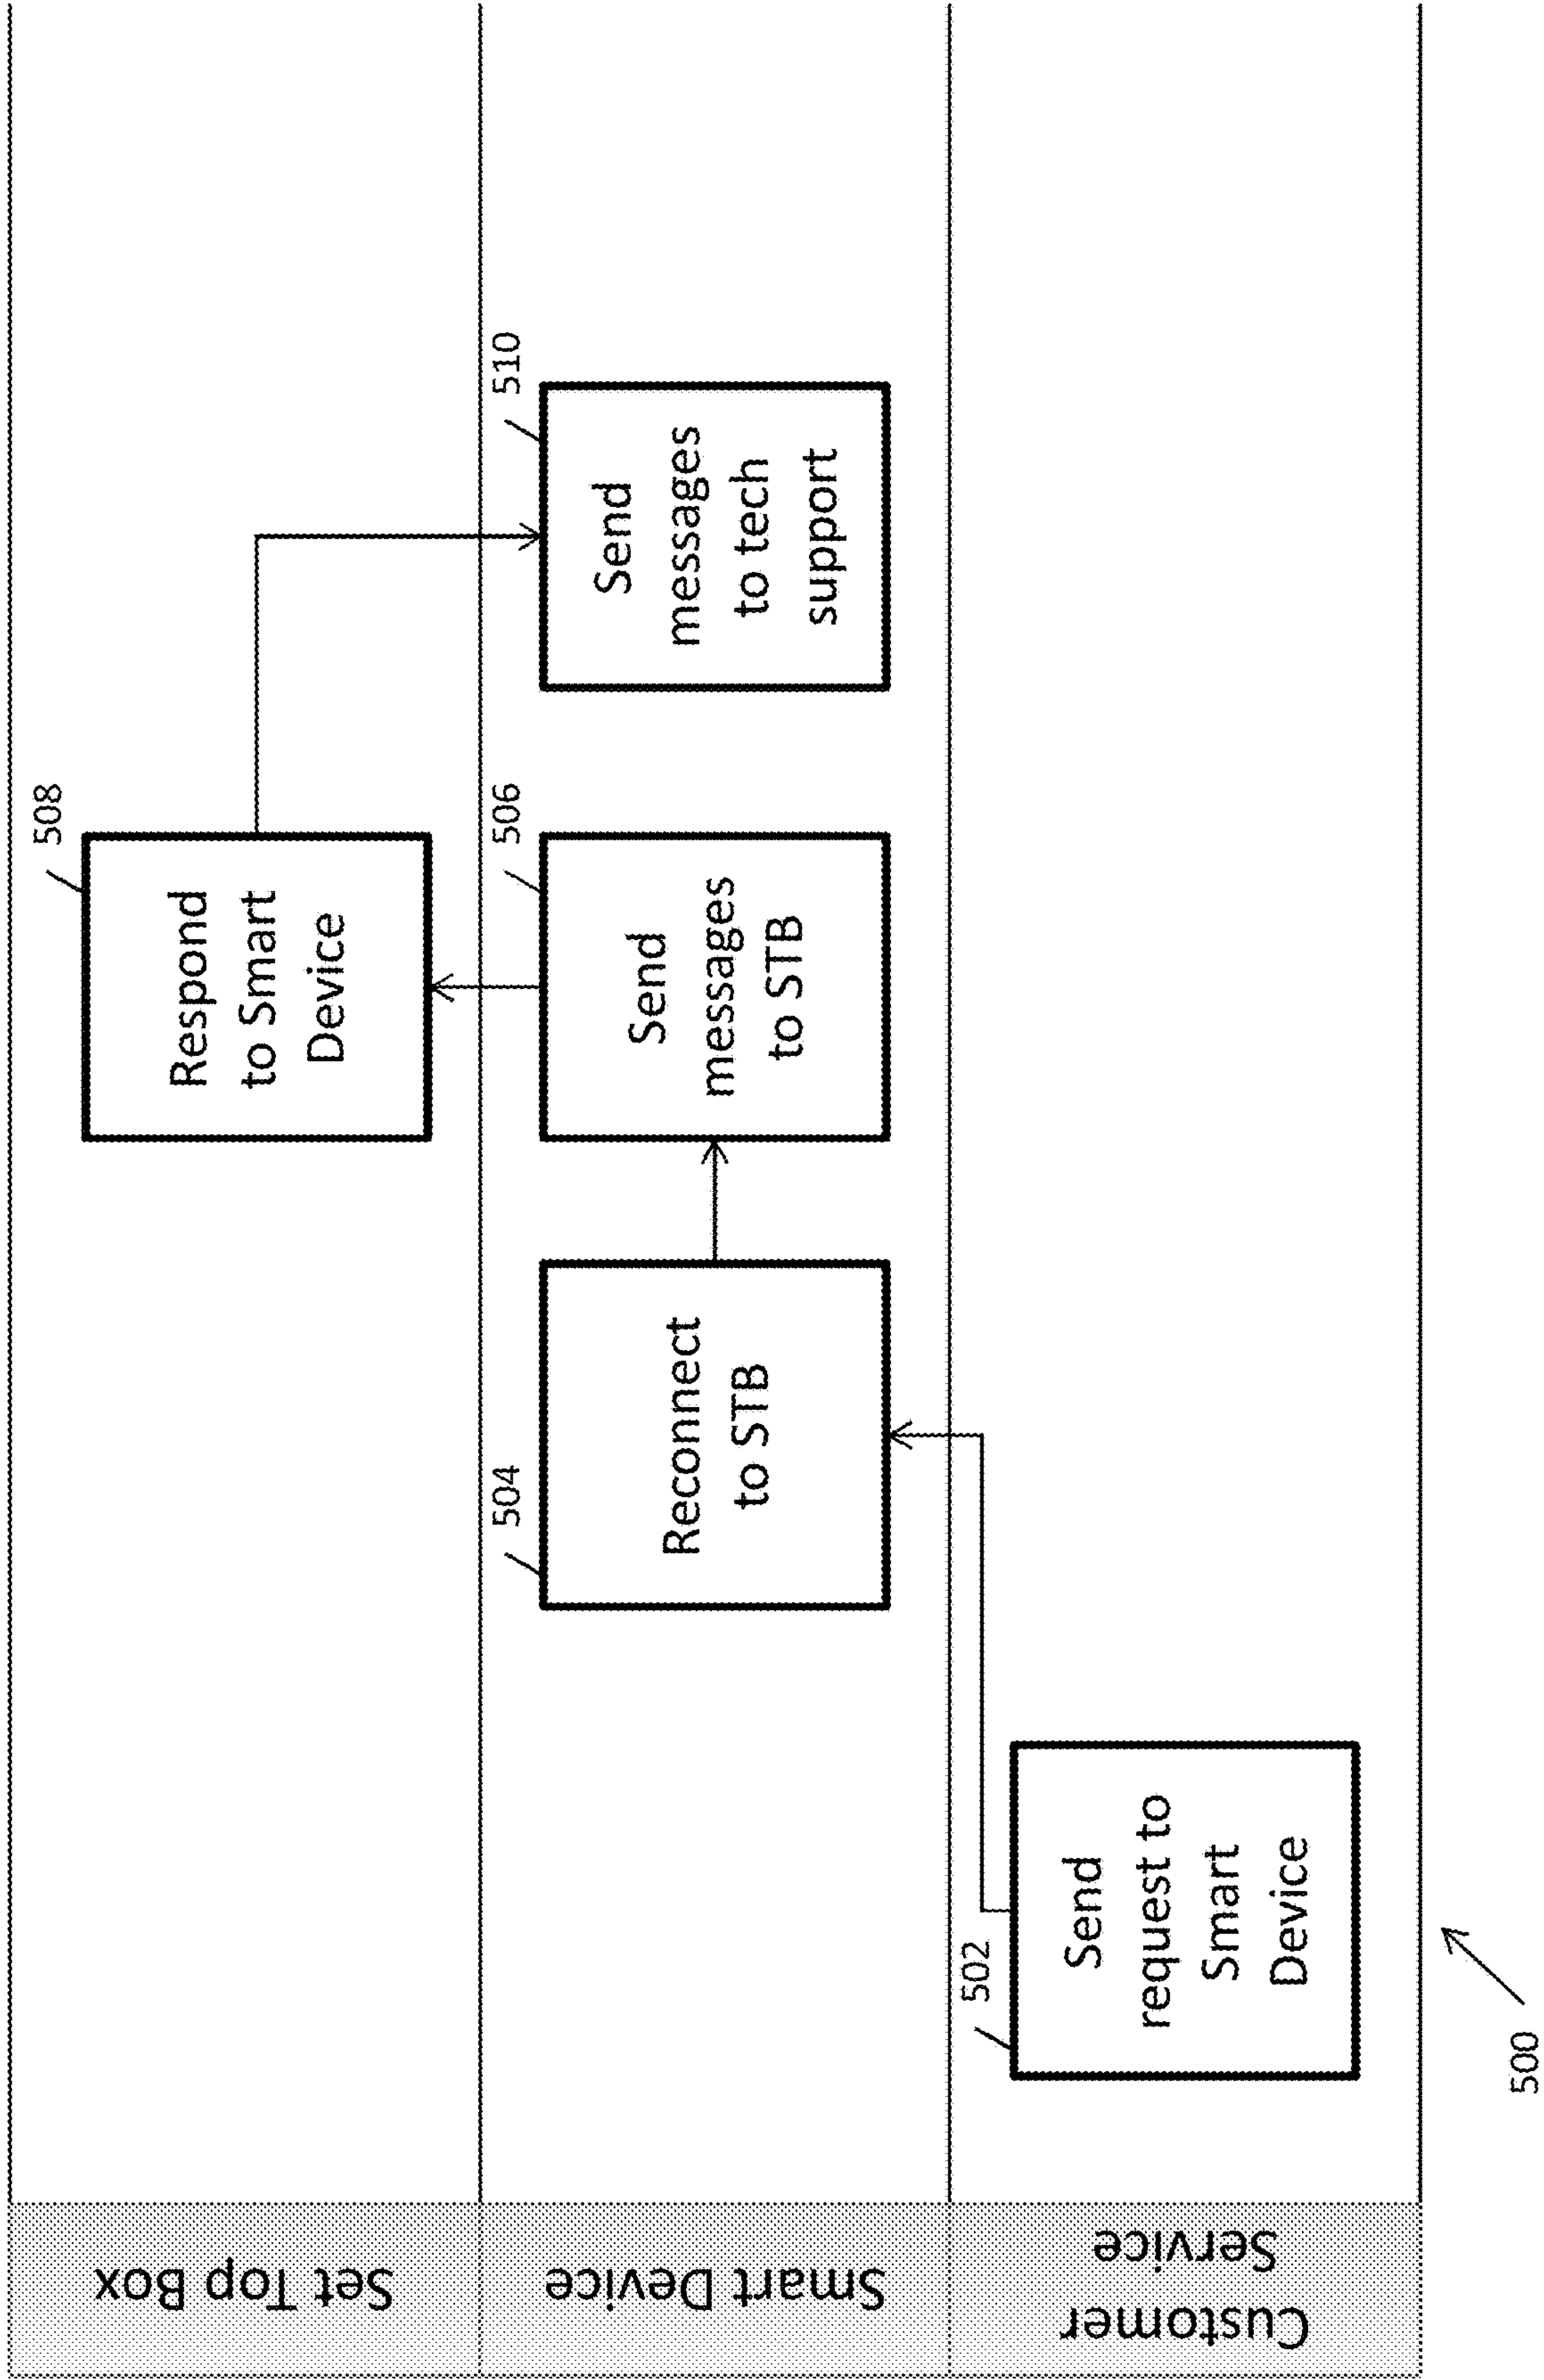 Set Top Box
Smart Device
Customer
Service
502
Send
request to
Smart
Device
504
Reconnect
to STB
506
Send
messages
to STB
508
Respond
to Smart
Device
510
Send
messages
to tech
support
500